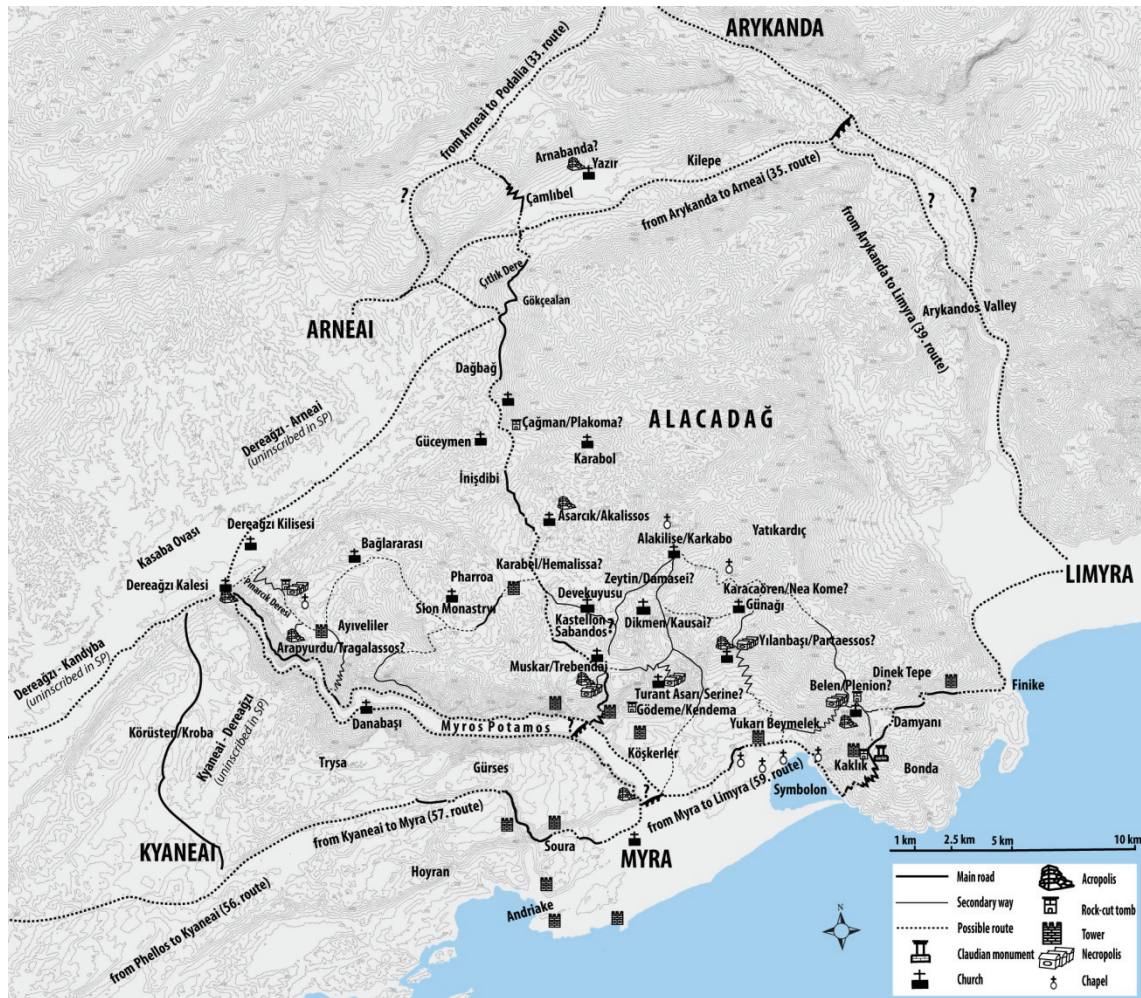 ARYKANDA
from Arneai to Podalia (33. route)
Arnabanda?
Yazır
Kilepe
Çamlıbel
from Arykanda to Arneai (35. route)
?
?
?
Çıtlık Dere
Gökçealan
from Arykanda to Limyra (39. route)
Arykandos Valley
ARNEAI
Dağbağ
Dereağzı - Arneai
(uninscribed in SP)
Çağman/Plakoma?
ALACADAĞ
Güceymen
Karabol
İnişdibi
Asarcık/Akalissos
Kasaba Ovası
Dereağzı Kilisesi
Bağlararası
Alakilise/Karkabo
Yatıkardıç
Karabel/Hemalissa?
LIMYRA
Dereağzı Kalesi
Pınarcık Deresi
Pharroa
Sion Monastryı
Devekuyusu
Zeytin/Damasei?
Karacaören/Nea Kome?
Günağı
Kastellon
Sabandos
?
Dikmen/Kausai?
Ayıveliler
Arapyurdu/Tragalassos?
Yılanbaşı/Partaessos?
Dereağzı - Kandyba
(uninscribed in SP)
Muskar/Trebendai
Turant Asarı/Serine?
Belen/Plenion?
Dinek Tepe
Finike
Gödeme/Kendema
Körüsten/Kroba
Kyaneai - Dereağzı
(uninscribed in SP)
Danabaşı
Myros Potamos
?
Yukarı Beymelek
Damyanı
Köşkerler
Kaklık
Bonda
Trysa
Gürses
Symbolon
?
from Kyaneai to Myra (57. route)
from Myra to Limyra (59. route)
KYANEAI
Soura
MYRA
Hoyran
Andriake
from Phellos to Kyaneai (56. route)
N
1 km
2.5 km
5 km
10 km
Main road
Acropolis
Secondary way
Rock-cut tomb
Possible route
Tower
Claudian monument
Necropolis
Church
Chapel